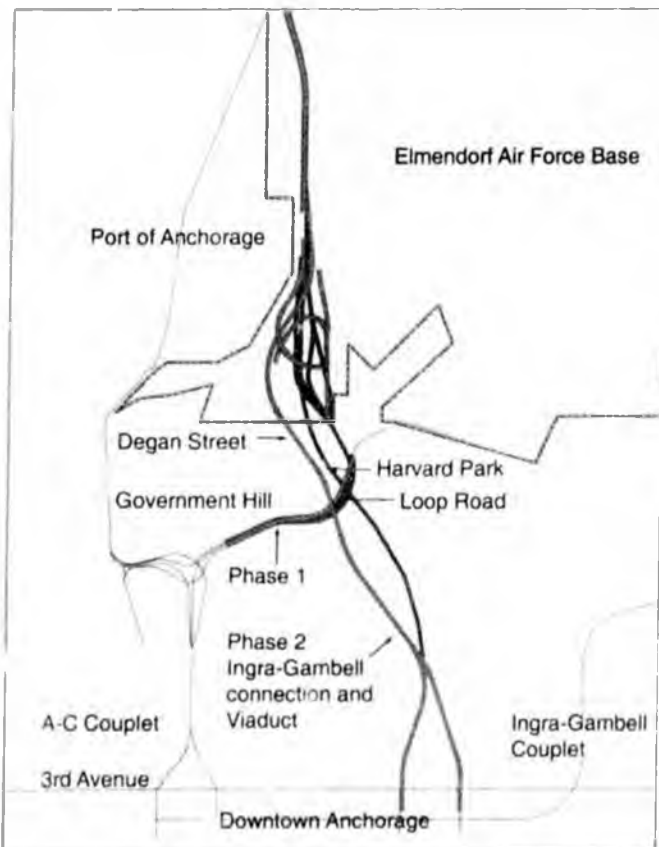 Elmendorf Air Force Base
Port of Anchorage
Degan Street
Harvard Park
Government Hill
Loop Road
Phase 1
Phase 2
Ingra-Gambell
connection and
Viaduct
A-C Couplet
Ingra-Gambell
Couplet
3rd Avenue
Downtown Anchorage